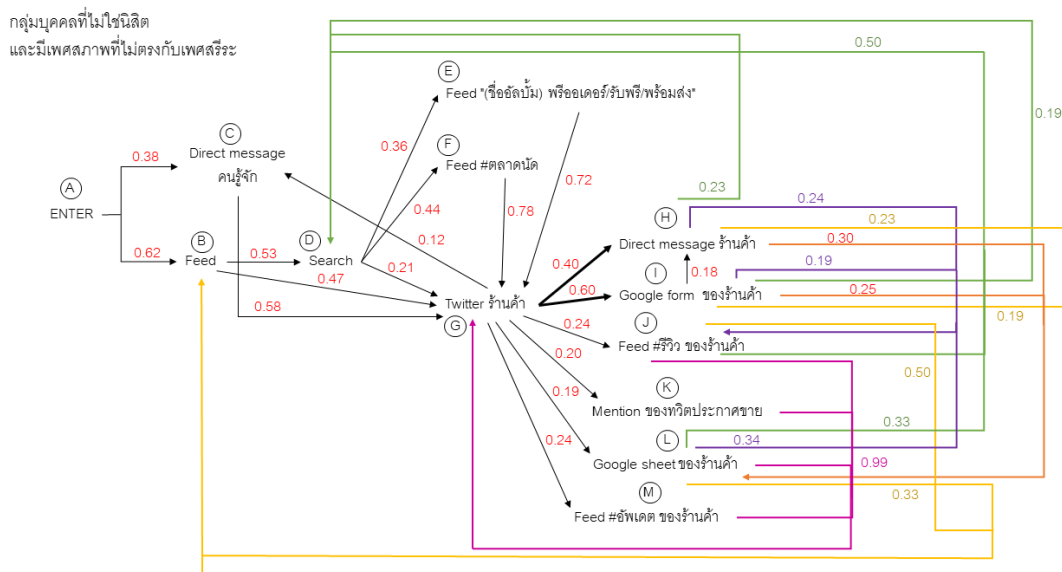 กลุ่มบุคคลที่ไม่ใช่นิสิต
และมีเพศสภาพที่ไม่ตรงกับเพศสรีระ
0.50
E
Feed "(ชื่ออัลบั้ม) พรีออเดอร์/รับพรี/พร้อมส่ง"
0.19
C
Direct message
คนรู้จัก
0.36
F
Feed #ตลาดนัด
0.38
0.72
A
ENTER
0.23
0.24
0.44
0.78
H
0.23
B
Feed
0.62
0.53
D
Search
0.12
Direct message ร้านค้า
0.30
0.47
0.21
0.40
I
0.18
0.19
0.60
Google form ของร้านค้า
0.25
0.58
Twitter ร้านค้า
G
0.19
J
0.24
Feed #รีวิว ของร้านค้า
0.20
0.50
K
0.19
Mention ของทวิตประกาศขาย
0.33
L
0.34
0.24
Google sheet ของร้านค้า
0.99
M
0.33
Feed #อัพเดต ของร้านค้า